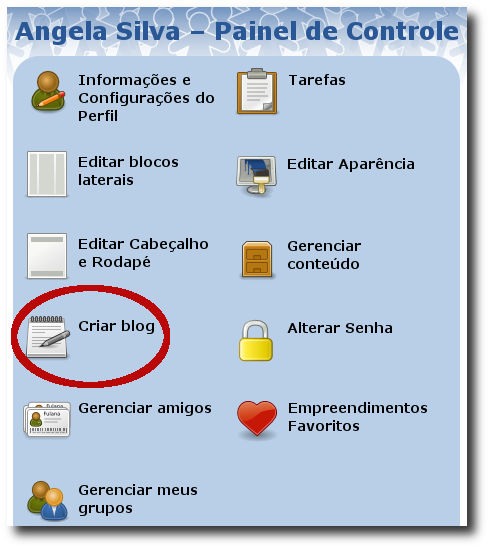 Angela Silva – Painel de Controle
Informações e
Configurações do
Perfil
Tarefas
Editar blocos
laterais
Editar Aparência
Editar Cabeçalho
e Rodapé
Gerenciar
conteúdo
Criar blog
Alterar Senha
Fulana
Gerenciar amigos
Empreendimentos
Favoritos
Gerenciar meus
grupos